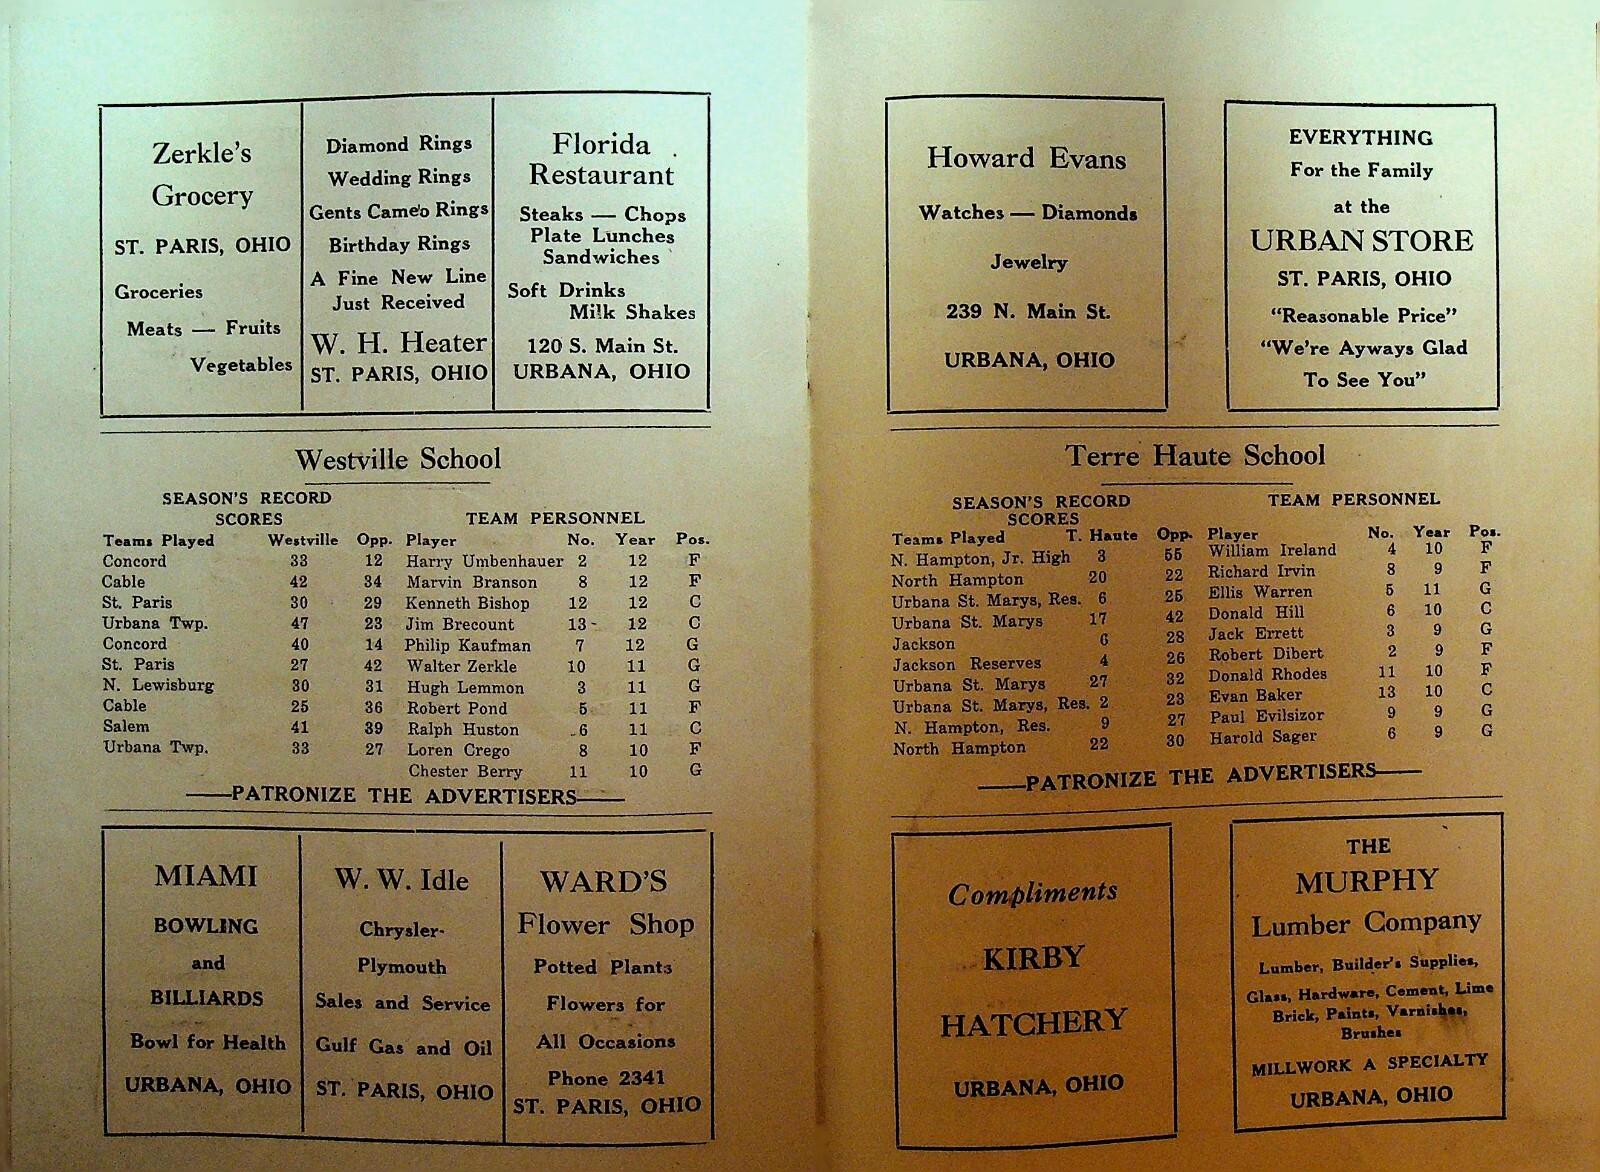 Zerkle's
Grocery
ST. PARIS, OHIO
Groceries
Meats — Fruits
Vegetables
Diamond Rings
Wedding Rings
Gents Cameo Rings
Birthday Rings
A Fine New Line
Just Received
W. H. Heater
ST. PARIS, OHIO
Florida
Restaurant
Steaks — Chops
Plate Lunches
Sandwiches
Soft Drinks
Milk Shakes
120 S. Main St.
URBANA, OHIO
Westville School
SEASON'S RECORD
SCORES
Teams Played Westville Opp.
Concord 33 12
Cable 42 34
St. Paris 30 29
Urbana Twp. 47 23
Concord 40 14
St. Paris 27 42
N. Lewisburg 30 31
Cable 25 36
Salem 41 39
Urbana Twp. 33 27
TEAM PERSONNEL
Player No. Year Pos.
Harry Umbenhauer 2 12 F
Marvin Branson 8 12 F
Kenneth Bishop 12 12 C
Jim Brecount 13 12 C
Philip Kaufman 7 12 G
Walter Zerkle 10 11 G
Hugh Lemmon 3 11 G
Robert Pond 5 11 F
Ralph Huston 6 11 C
Loren Crego 8 10 F
Chester Berry 11 10 G
——PATRONIZE THE ADVERTISERS——
MIAMI
BOWLING
and
BILLIARDS
Bowl for Health
URBANA, OHIO
W. W. Idle
Chrysler-
Plymouth
Sales and Service
Gulf Gas and Oil
ST. PARIS, OHIO
WARD'S
Flower Shop
Potted Plants
Flowers for
All Occasions
Phone 2341
ST. PARIS, OHIO
Howard Evans
Watches — Diamonds
Jewelry
239 N. Main St.
URBANA, OHIO
EVERYTHING
For the Family
at the
URBAN STORE
ST. PARIS, OHIO
"Reasonable Price"
"We're Ayways Glad
To See You"
Terre Haute School
SEASON'S RECORD
SCORES
Teams Played T. Haute Opp.
N. Hampton, Jr. High 3 55
North Hampton 20 22
Urbana St. Marys, Res. 6 25
Urbana St. Marys 17 42
Jackson 6 28
Jackson Reserves 4 26
Urbana St. Marys 27 32
Urbana St. Marys, Res. 2 23
N. Hampton, Res. 9 27
North Hampton 22 30
TEAM PERSONNEL
Player No. Year Pos.
William Ireland 4 10 F
Richard Irvin 8 9 F
Ellis Warren 5 11 G
Donald Hill 6 10 C
Jack Errett 3 9 G
Robert Dibert 2 9 F
Donald Rhodes 11 10 F
Evan Baker 13 10 C
Paul Evilsizor 9 9 G
Harold Sager 6 9 G
——PATRONIZE THE ADVERTISERS——
Compliments
KIRBY
HATCHERY
URBANA, OHIO
THE
MURPHY
Lumber Company
Lumber, Builder's Supplies,
Glass, Hardware, Cement, Lime
Brick, Paints, Varnishes,
Brushes
MILLWORK A SPECIALTY
URBANA, OHIO